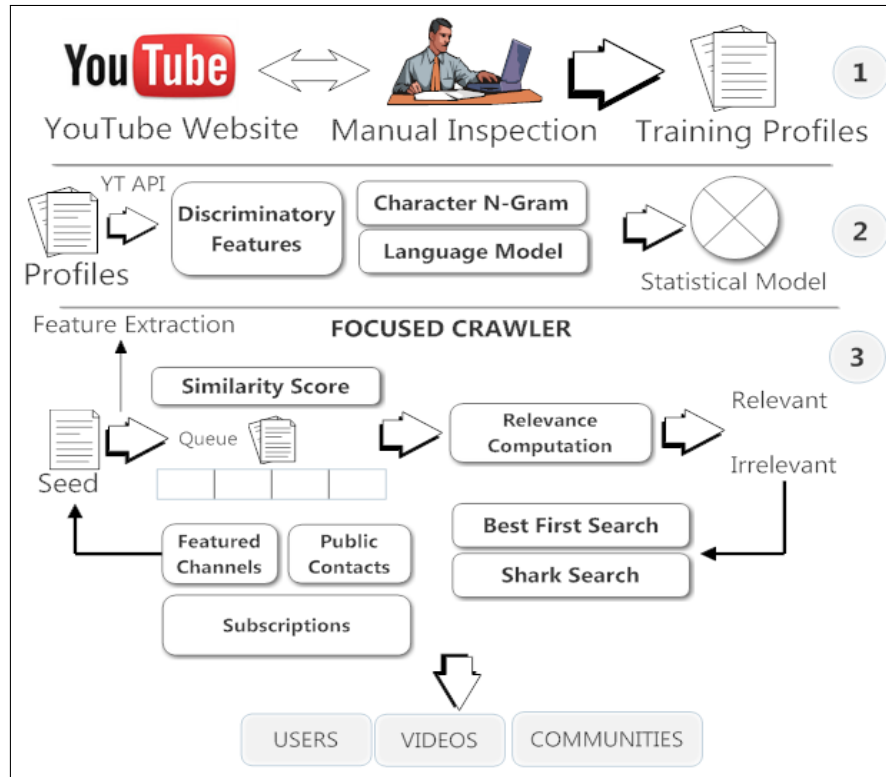 YouTube
YouTube Website
Manual Inspection
Training Profiles
1
YT API
Profiles
Discriminatory
Features
Character N-Gram
Language Model
Statistical Model
2
Feature Extraction
FOCUSED CRAWLER
3
Similarity Score
Seed
Queue
Relevance
Computation
Relevant
Irrelevant
Featured
Channels
Public
Contacts
Subscriptions
Best First Search
Shark Search
USERS
VIDEOS
COMMUNITIES